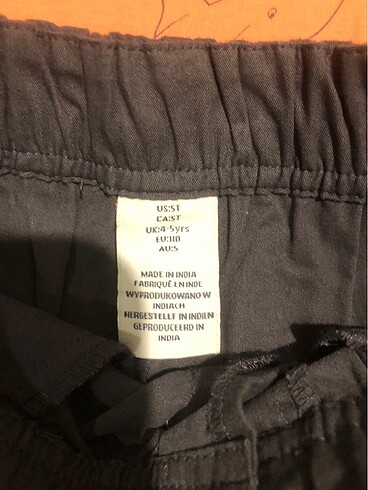 US:5T
CA:5T
UK:4-5yrs
EU:110
AU:5
MADE IN INDIA
FABRIQUÉ EN INDE
WYPRODUKOWANO W
INDIACH
HERGESTELLT IN INDIEN
GEPRODUCEERD IN
INDIA